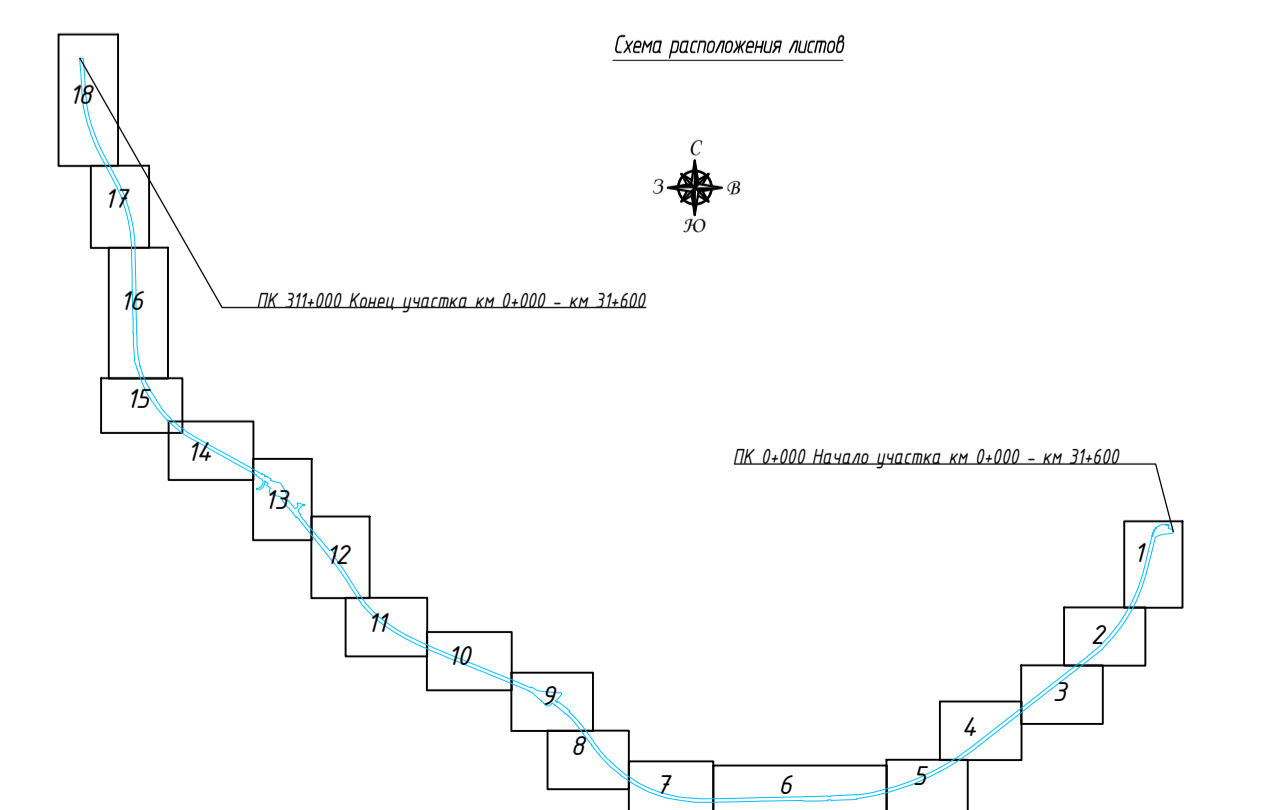 Схема расположения листов
18
С
З
В
Ю
17
16
ПК 311+000 Конец участка км 0+000 - км 31+600
15
14
ПК 0+000 Начало участка км 0+000 - км 31+600
13
12
1
11
2
10
3
9
4
8
5
7
6